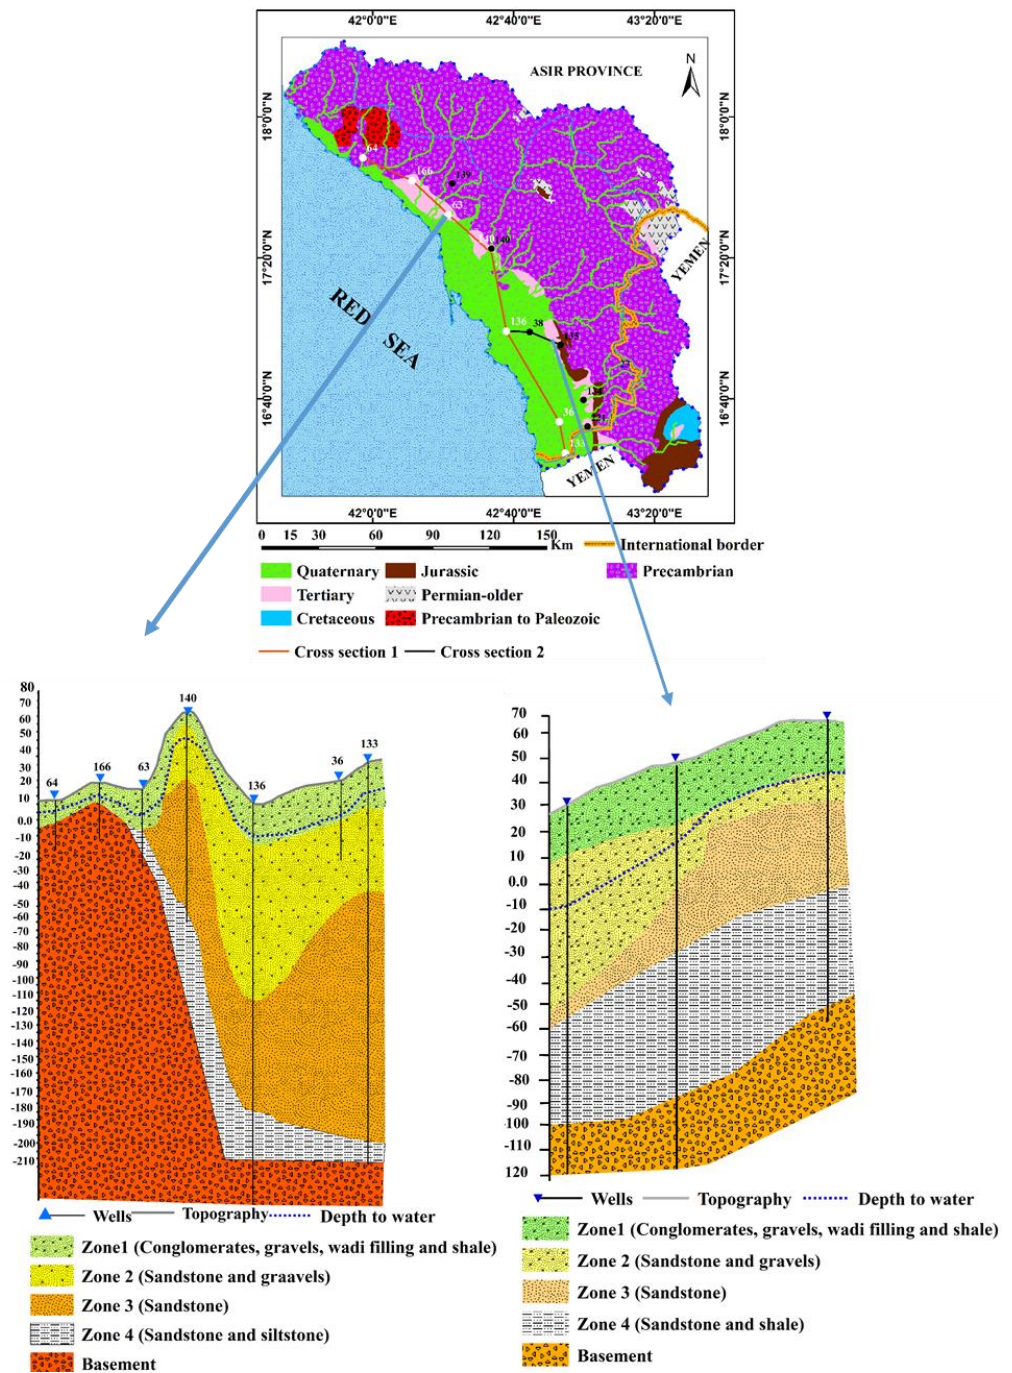 42°0'0"E 42°40'0"E 43°20'0"E
ASIR PROVINCE
N
18°0'0"N 18°0'0"N
64
166
139
63
140
17°20'0"N 17°20'0"N
YEMEN
RED SEA
136 38
16°40'0"N 16°40'0"N
36
133
YEMEN
42°0'0"E 42°40'0"E 43°20'0"E
0 15 30 60 90 120 150
Km
International border
Quaternary Jurassic Precambrian
Tertiary Permian-older
Cretaceous Precambrian to Paleozoic
Cross section 1 Cross section 2
80
70
60
50
40
30
20
10
0.0
-10
-20
-30
-40
-50
-60
-70
-80
-90
-100
-110
-120
-130
-140
-150
-160
-170
-180
-190
-200
-210
64 166 63 140 136 36 133
Wells Topography Depth to water
Zone1 (Conglomerates, gravels, wadi filling and shale)
Zone 2 (Sandstone and graavels)
Zone 3 (Sandstone)
Zone 4 (Sandstone and siltstone)
Basement
70
60
50
40
30
20
10
0.0
-10
-20
-30
-40
-50
-60
-70
-80
-90
100
-110
120
Wells Topography Depth to water
Zone1 (Conglomerates, gravels, wadi filling and shale)
Zone 2 (Sandstone and gravels)
Zone 3 (Sandstone)
Zone 4 (Sandstone and shale)
Basement